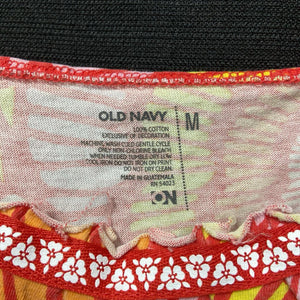 OLD NAVY
100% COTTON
EXCLUSIVE OF DECORATION
MACHINE WASH COLD GENTLE CYCLE
ONLY NON-CHLORINE BLEACH
WHEN NEEDED TUMBLE DRY LOW
COOL IRON DO NOT IRON ON PRINT
DO NOT DRY CLEAN
MADE IN GUATEMALA
RN 54023
M
ON